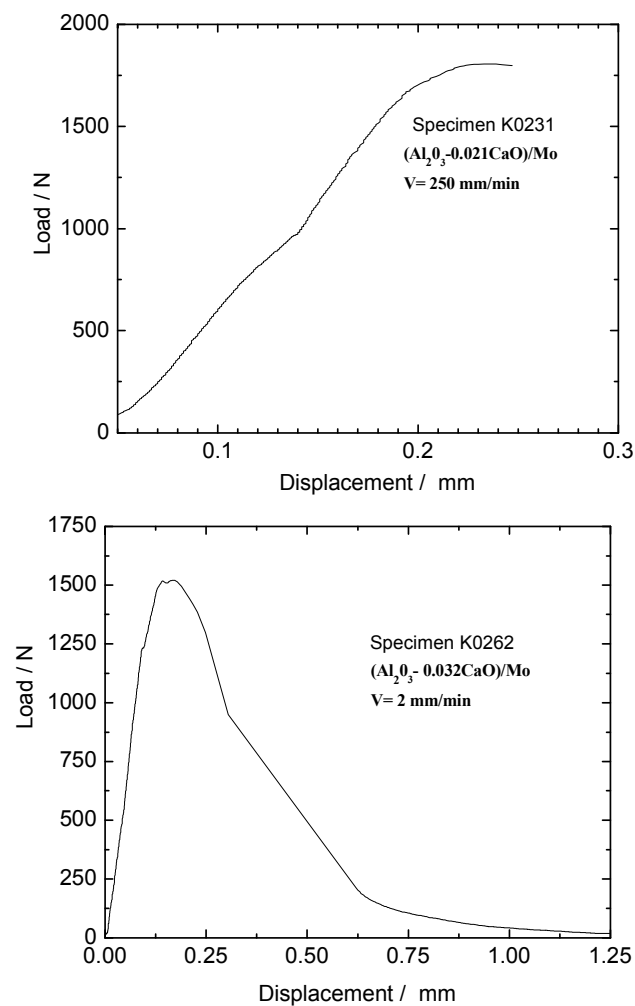 2000
1500
1000
500
0
Load / N
Specimen K0231
(Al₂0₃-0.021CaO)/Mo
V= 250 mm/min
0.1 0.2 0.3
Displacement / mm
1750
1500
1250
1000
750
500
250
0
Load / N
Specimen K0262
(Al₂0₃- 0.032CaO)/Mo
V= 2 mm/min
0.00 0.25 0.50 0.75 1.00 1.25
Displacement / mm